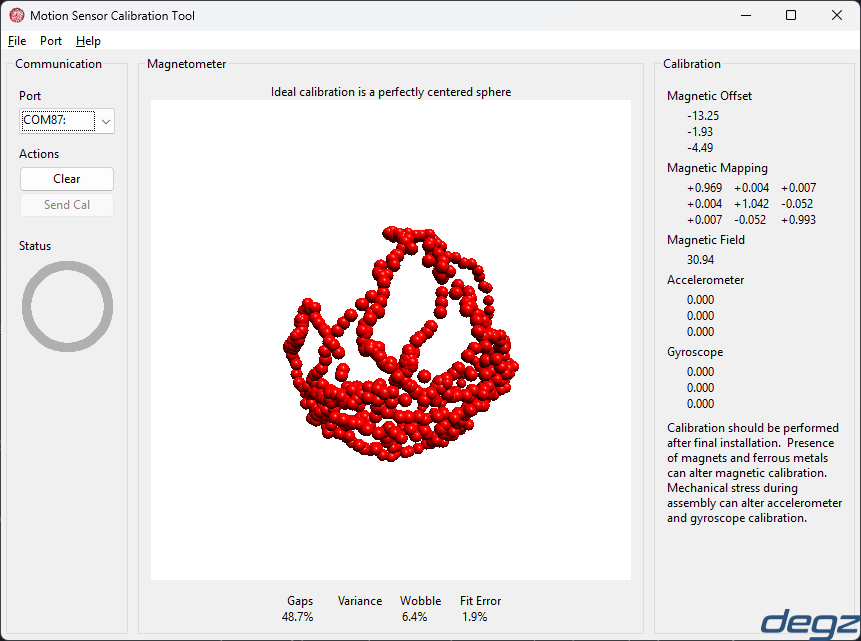 Motion Sensor Calibration Tool
File Port Help
Communication
Port
COM87:
Actions
Clear
Send Cal
Status
Magnetometer
Ideal calibration is a perfectly centered sphere
Gaps Variance Wobble Fit Error
48.7% 6.4% 1.9%
Calibration
Magnetic Offset
-13.25
-1.93
-4.49
Magnetic Mapping
+0.969 +0.004 +0.007
+0.004 +1.042 -0.052
+0.007 -0.052 +0.993
Magnetic Field
30.94
Accelerometer
0.000
0.000
0.000
Gyroscope
0.000
0.000
0.000
Calibration should be performed
after final installation. Presence
of magnets and ferrous metals
can alter magnetic calibration.
Mechanical stress during
assembly can alter accelerometer
and gyroscope calibration.
degz